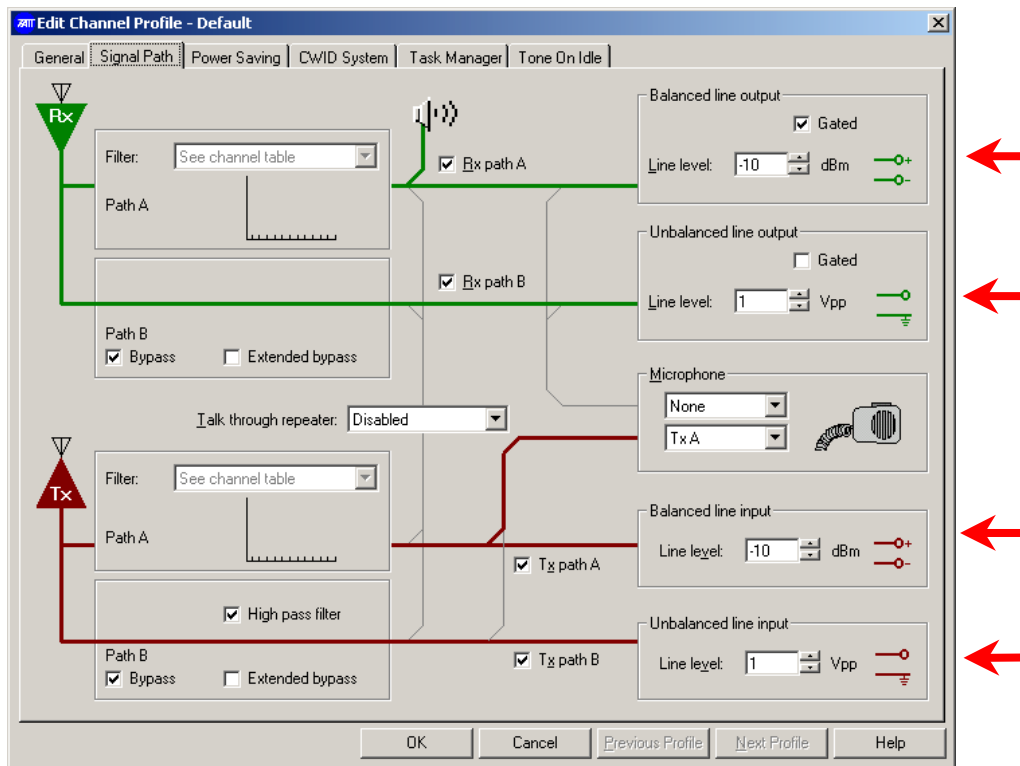 TAIT Edit Channel Profile - Default
General
Signal Path
Power Saving
CWID System
Task Manager
Tone On Idle
Rx
Filter:
See channel table
Path A
Rx path A
Balanced line output
Gated
Line level:
-10
dBm
Path B
Bypass
Extended bypass
Rx path B
Unbalanced line output
Gated
Line level:
1
Vpp
Talk through repeater:
Disabled
Microphone
None
Tx A
Tx
Filter:
See channel table
Path A
Tx path A
Balanced line input
Line level:
-10
dBm
High pass filter
Path B
Bypass
Extended bypass
Tx path B
Unbalanced line input
Line level:
1
Vpp
OK
Cancel
Previous Profile
Next Profile
Help